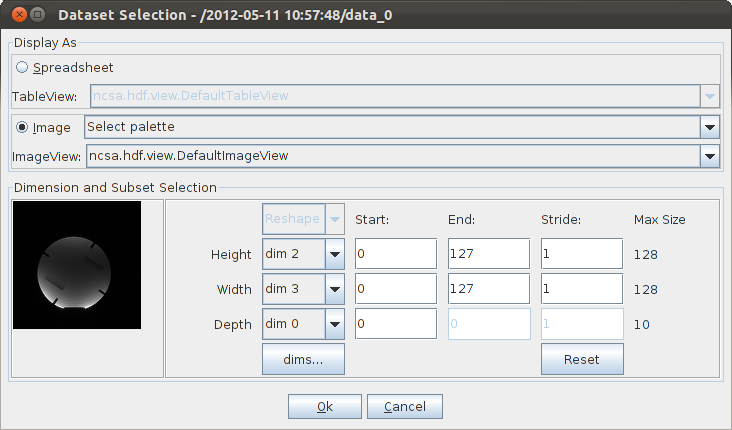 Dataset Selection - /2012-05-11 10:57:48/data_0
Display As
Spreadsheet
TableView: ncsa.hdf.view.DefaultTableView
Image Select palette
ImageView: ncsa.hdf.view.DefaultImageView
Dimension and Subset Selection
Reshape Start: End: Stride: Max Size
Height dim 2 0 127 1 128
Width dim 3 0 127 1 128
Depth dim 0 0 0 1 10
dims... Reset
Ok Cancel